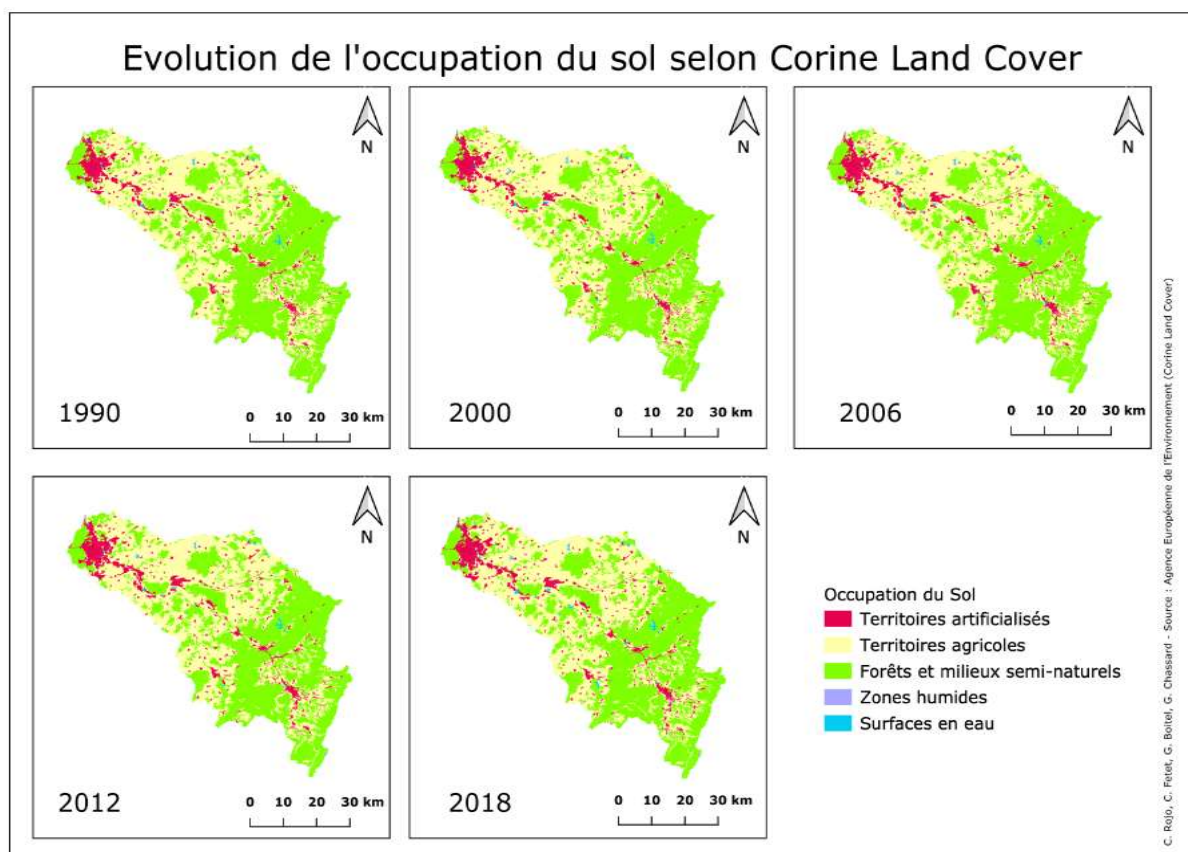 Evolution de l'occupation du sol selon Corine Land Cover
N
1990
0 10 20 30 km
N
2000
0 10 20 30 km
N
2006
0 10 20 30 km
N
2012
0 10 20 30 km
N
2018
0 10 20 30 km
Occupation du Sol
Territoires artificialisés
Territoires agricoles
Forêts et milieux semi-naturels
Zones humides
Surfaces en eau
C. Rojo, C. Fetet, G. Boitel, G. Chassard - Source : Agence Européenne de l'Environnement (Corine Land Cover)